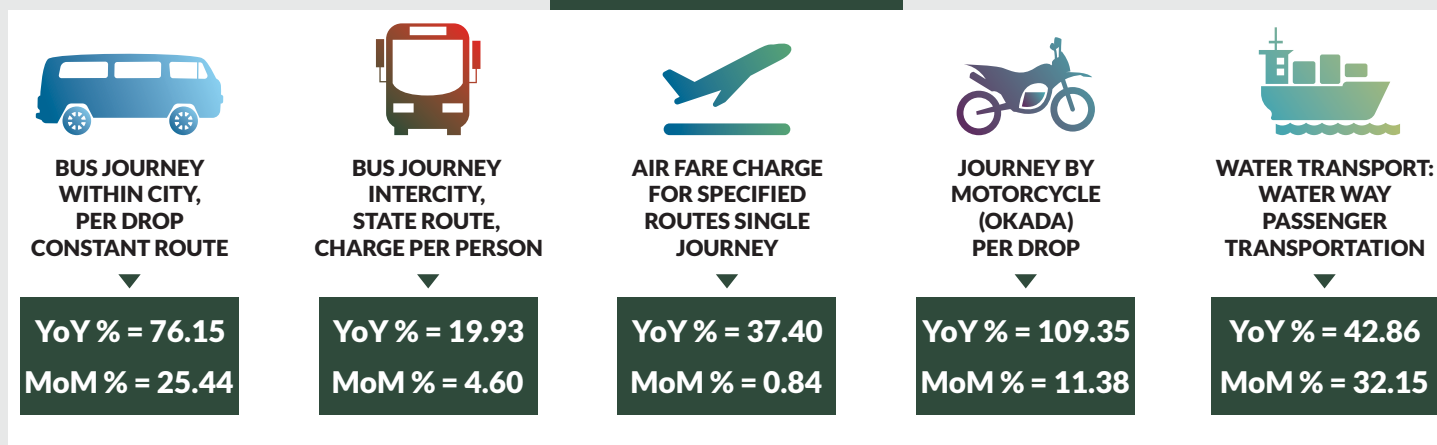 BUS JOURNEY
WITHIN CITY,
PER DROP
CONSTANT ROUTE
YoY % = 76.15
MoM % = 25.44
BUS JOURNEY
INTERCITY,
STATE ROUTE,
CHARGE PER PERSON
YoY % = 19.93
MoM % = 4.60
AIR FARE CHARGE
FOR SPECIFIED
ROUTES SINGLE
JOURNEY
YoY % = 37.40
MoM % = 0.84
JOURNEY BY
MOTORCYCLE
(OKADA)
PER DROP
YoY % = 109.35
MoM % = 11.38
WATER TRANSPORT:
WATER WAY
PASSENGER
TRANSPORTATION
YoY % = 42.86
MoM % = 32.15